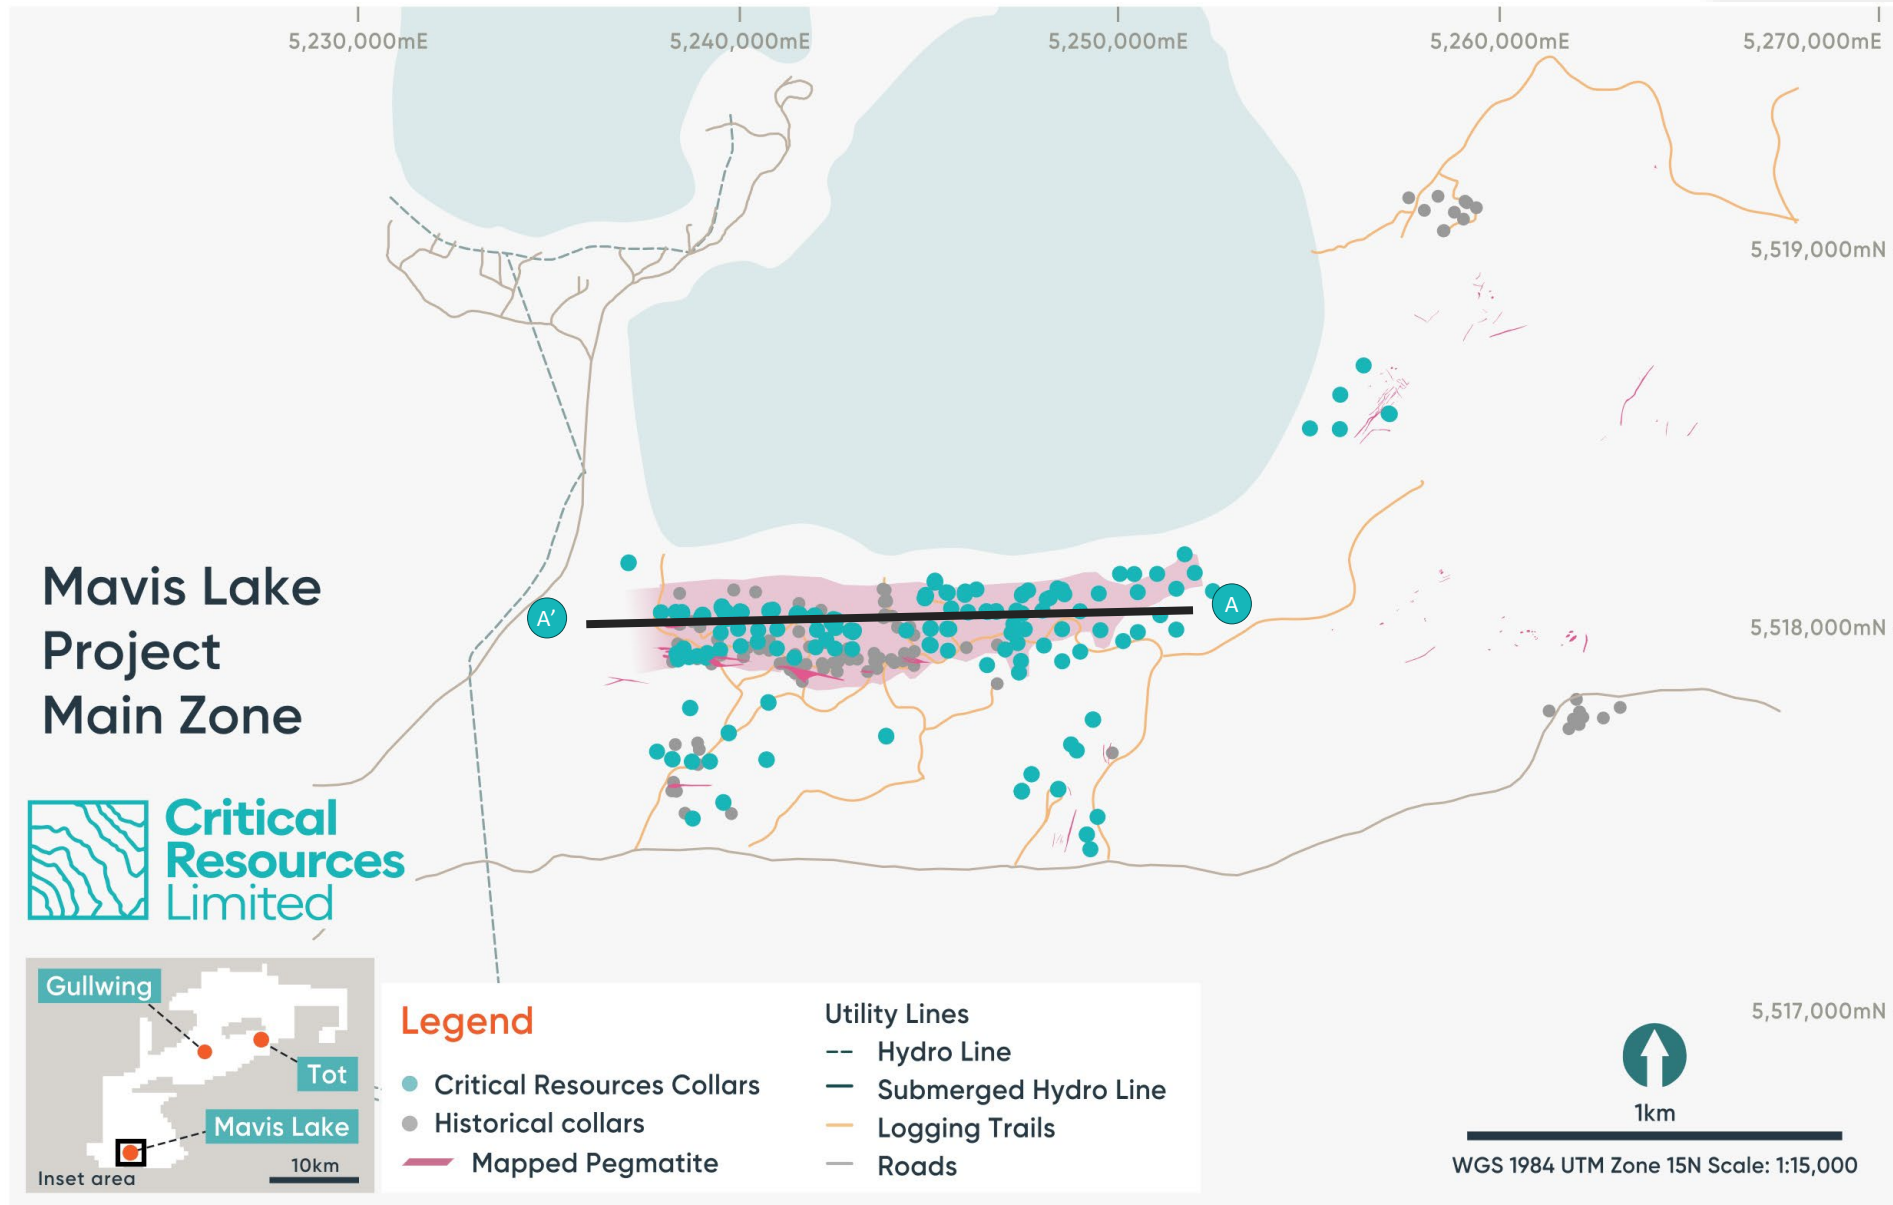 5,230,000mE
5,240,000mE
5,250,000mE
5,260,000mE
5,270,000mE
5,519,000mN
5,518,000mN
5,517,000mN
A'
A
Mavis Lake
Project
Main Zone
Critical
Resources
Limited
Gullwing
Tot
Mavis Lake
Inset area
10km
Legend
Critical Resources Collars
Historical collars
Mapped Pegmatite
Utility Lines
Hydro Line
Submerged Hydro Line
Logging Trails
Roads
1km
WGS 1984 UTM Zone 15N Scale: 1:15,000